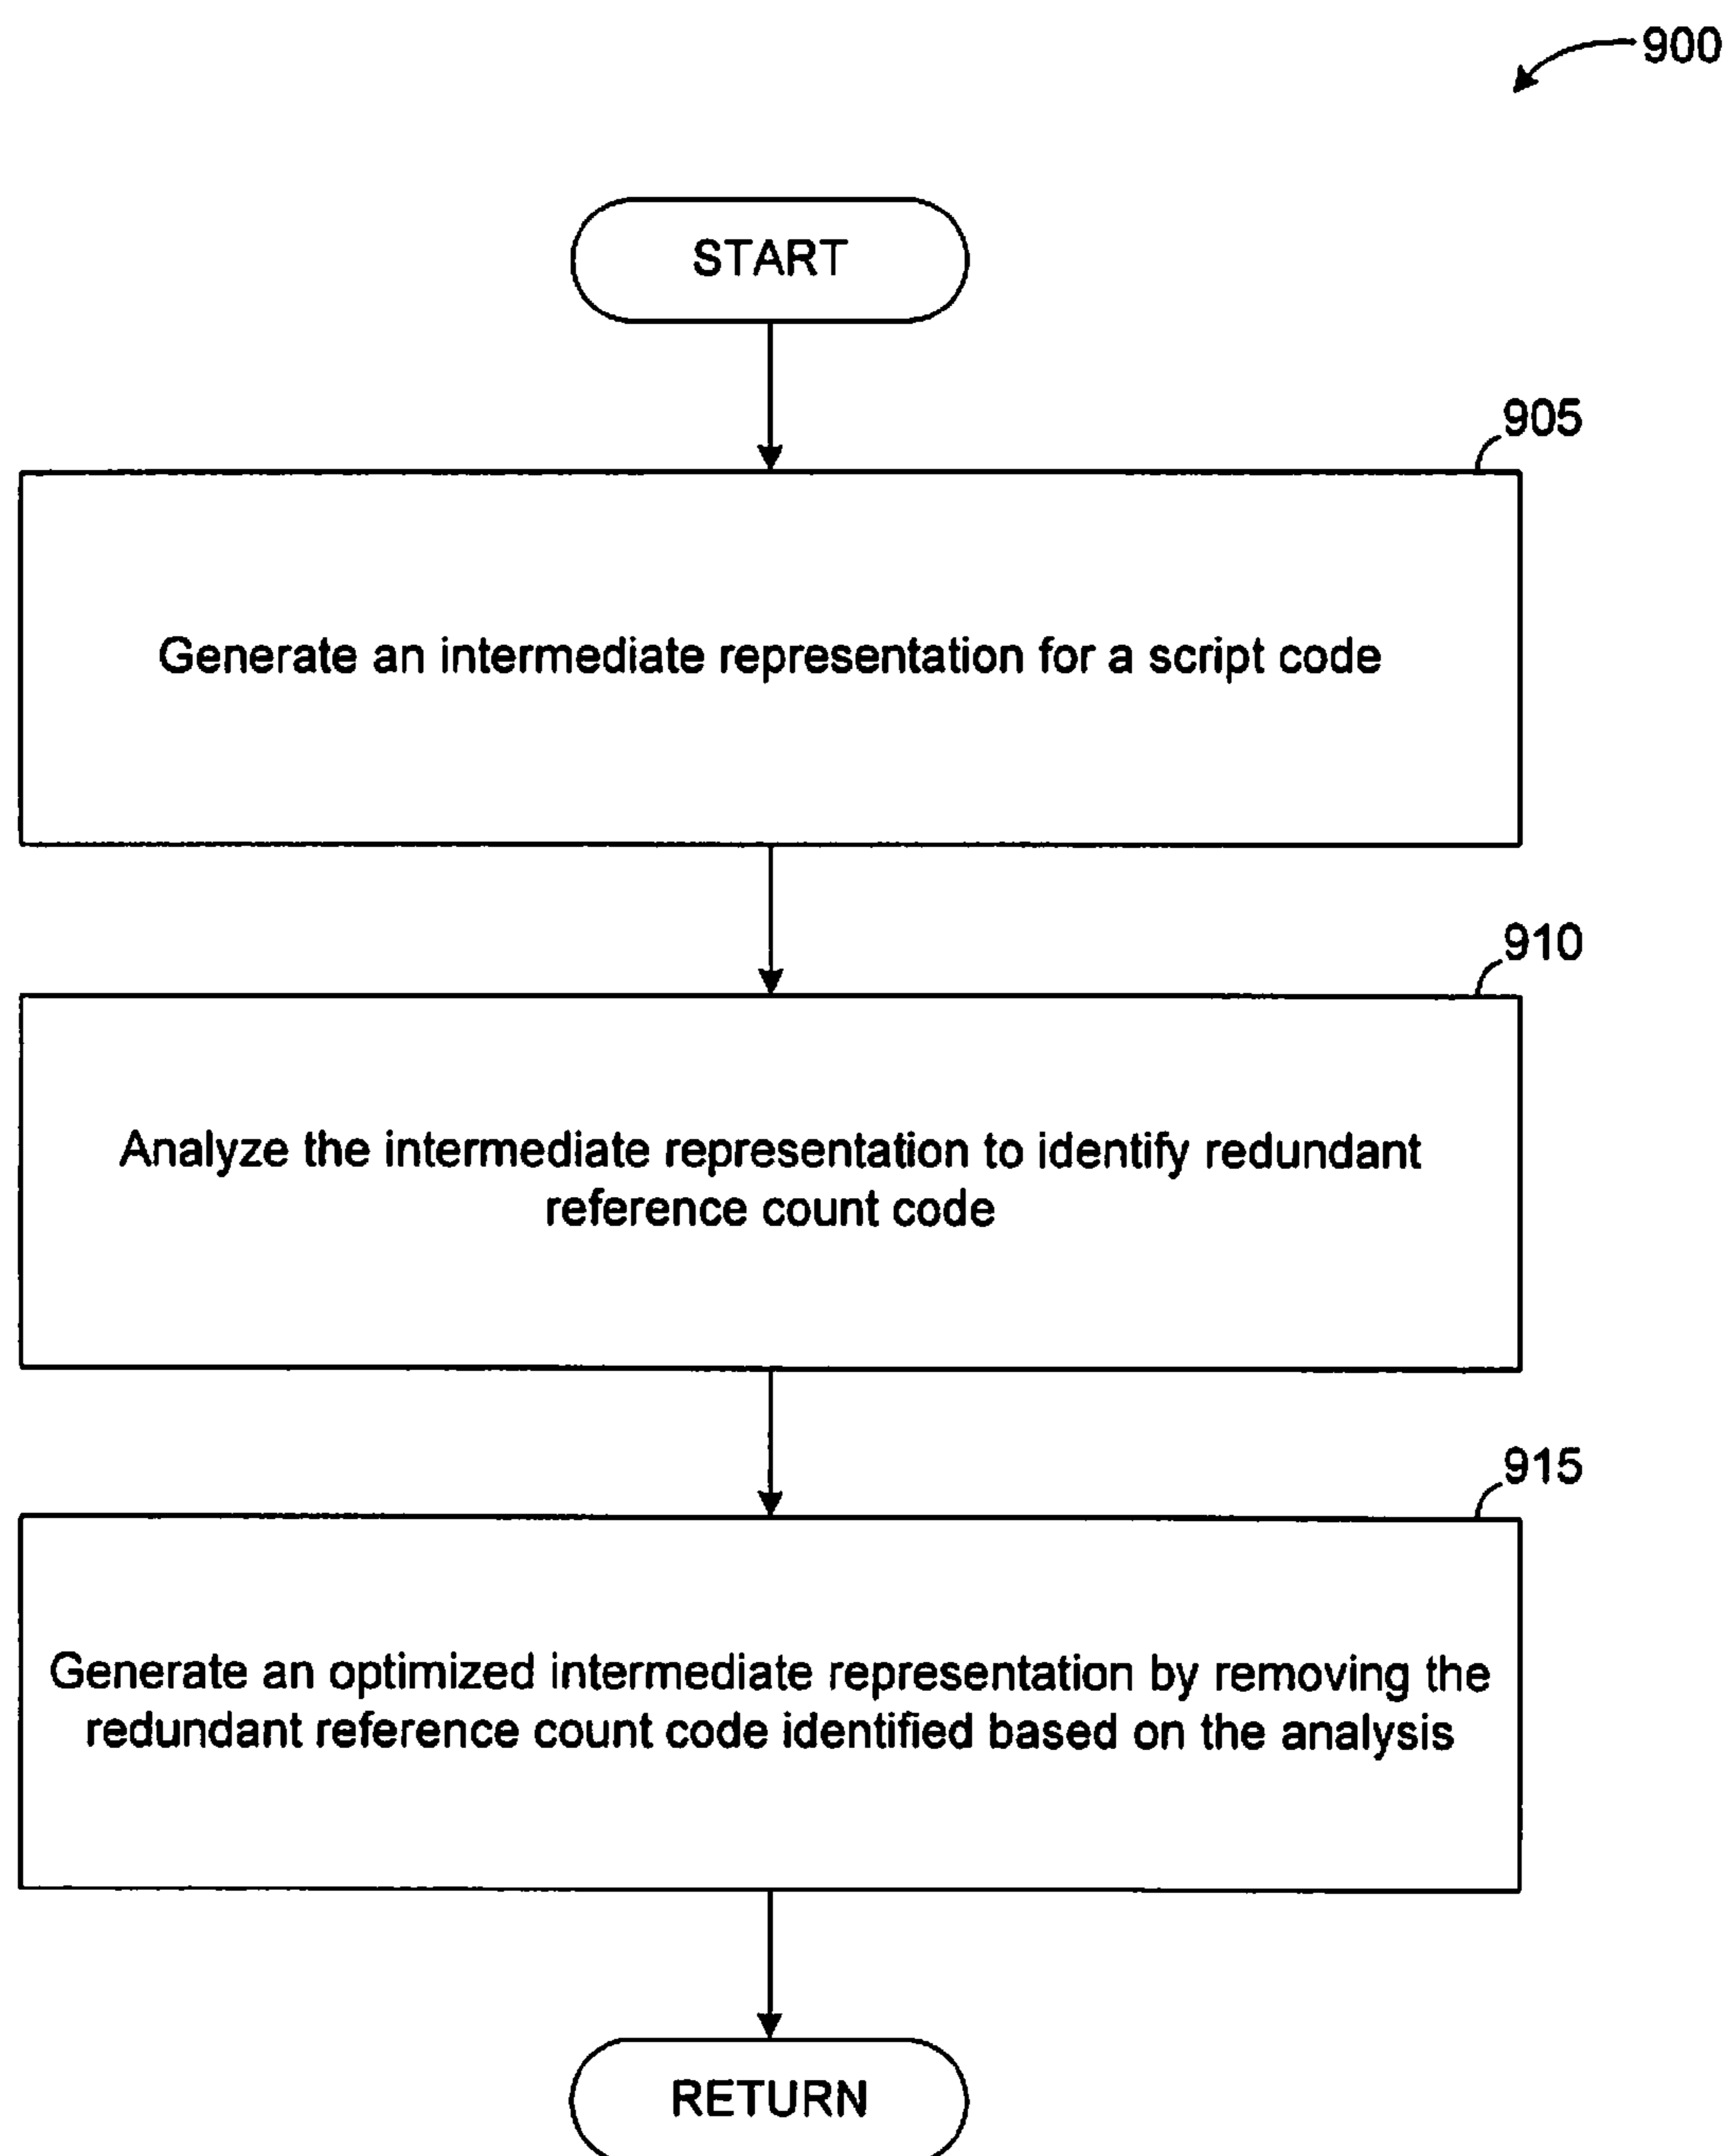 900
START
905
Generate an intermediate representation for a script code
910
Analyze the intermediate representation to identify redundant
reference count code
915
Generate an optimized intermediate representation by removing the
redundant reference count code identified based on the analysis
RETURN